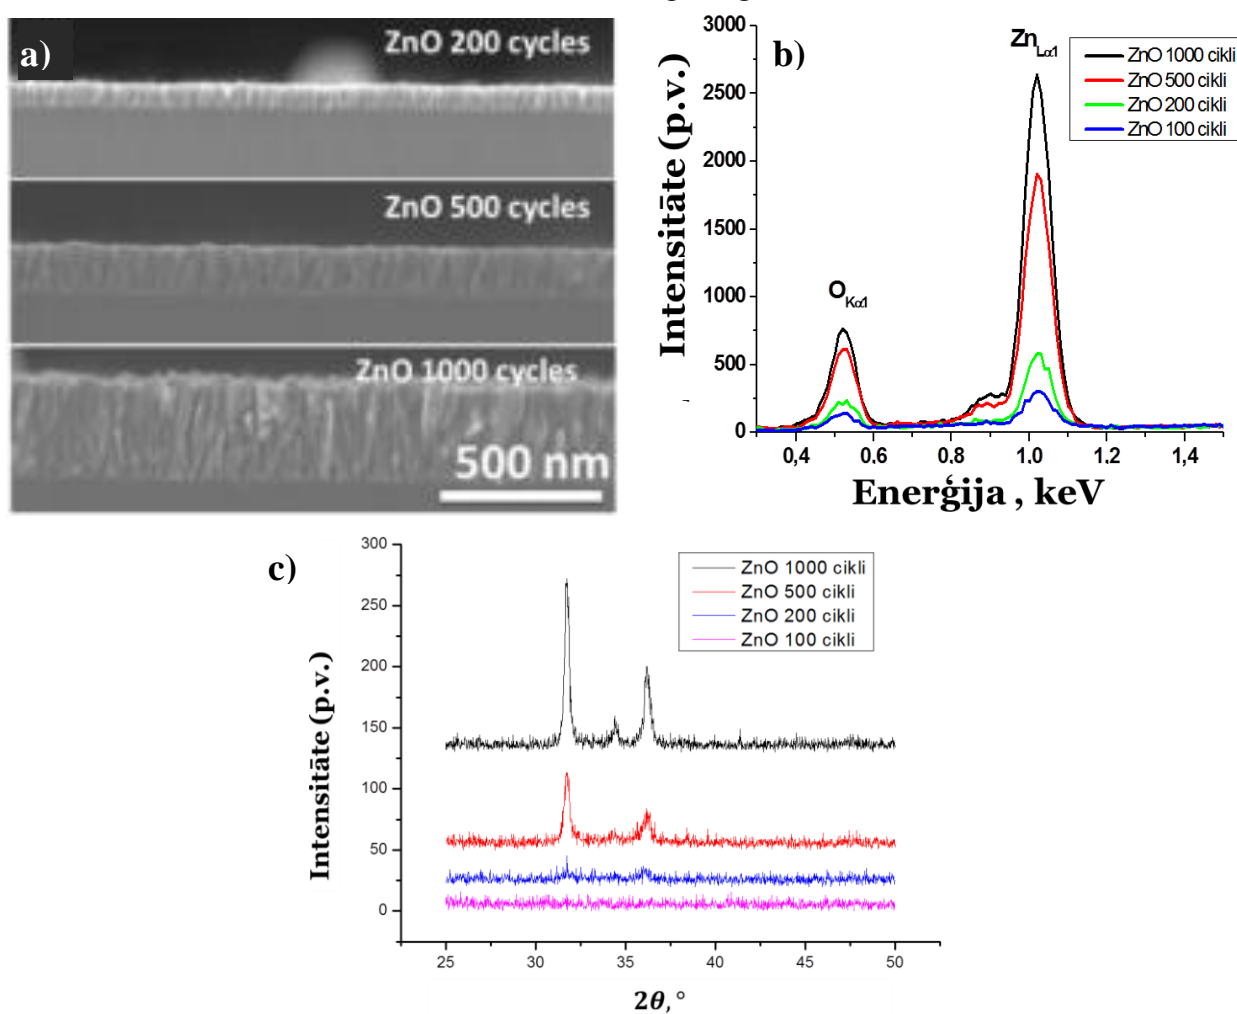 a)
ZnO 200 cycles
ZnO 500 cycles
ZnO 1000 cycles
500 nm
b)
Intensitāte (p.v.)
3000
2500
2000
1500
1000
500
0
O Kα1
Zn Lα1
ZnO 1000 cikli
ZnO 500 cikli
ZnO 200 cikli
ZnO 100 cikli
0,4 0,6 0,8 1,0 1,2 1,4
Enerģija , keV
c)
Intensitāte (p.v.)
300
250
200
150
100
50
0
ZnO 1000 cikli
ZnO 500 cikli
ZnO 200 cikli
ZnO 100 cikli
25 30 35 40 45 50
2θ,°